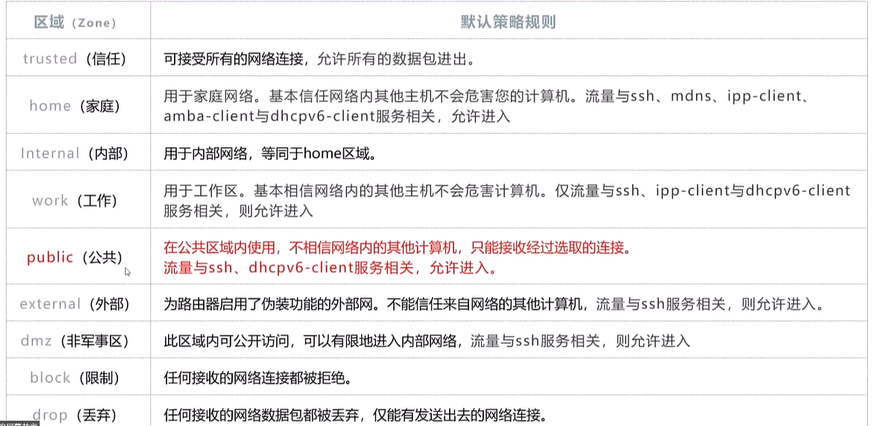 区域（Zone）
默认策略规则
trusted（信任）
可接受所有的网络连接，允许所有的数据包进出。
home（家庭）
用于家庭网络。基本信任网络内其他主机不会危害您的计算机。流量与ssh、mdns、ipp-client、
amba-client与dhcpv6-client服务相关，允许进入
Internal（内部）
用于内部网络，等同于home区域。
work（工作）
用于工作区。基本相信网络内的其他主机不会危害计算机。仅流量与ssh、ipp-client与dhcpv6-client
服务相关，则允许进入
public（公共）
在公共区域内使用，不相信网络内的其他计算机，只能接收经过选取的连接。
流量与ssh、dhcpv6-client服务相关，允许进入。
external（外部）
为路由器启用了伪装功能的外部网。不能信任来自网络的其他计算机，流量与ssh服务相关，则允许进入。
dmz（非军事区）
此区域内可公开访问，可以有限地进入内部网络，流量与ssh服务相关，则允许进入
block（限制）
任何接收的网络连接都被拒绝。
drop（丢弃）
任何接收的网络数据包都被丢弃，仅能有发送出去的网络连接。